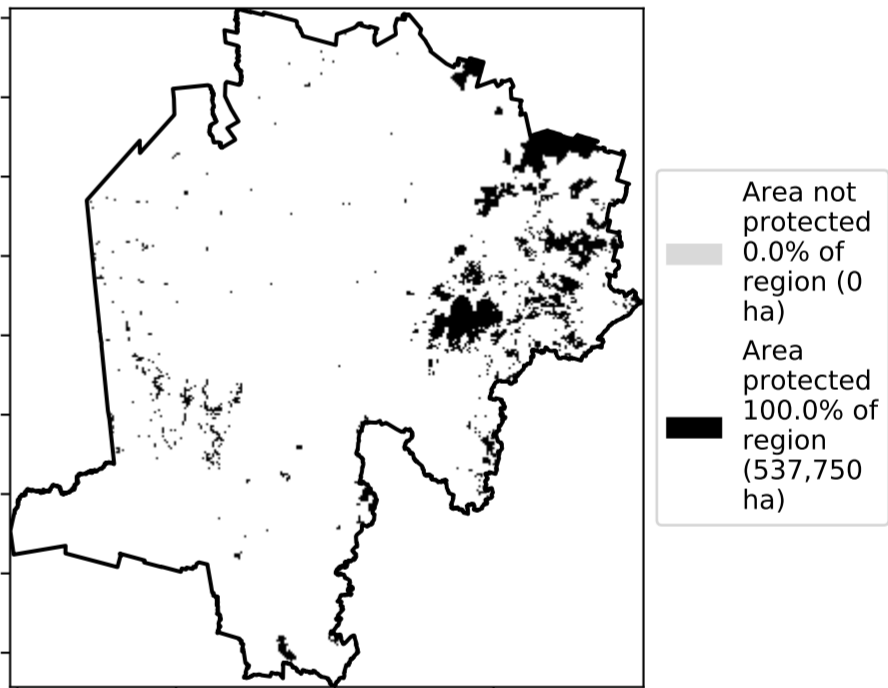 Area not
protected
0.0% of
region (0
ha)
Area
protected
100.0% of
region
(537,750
ha)